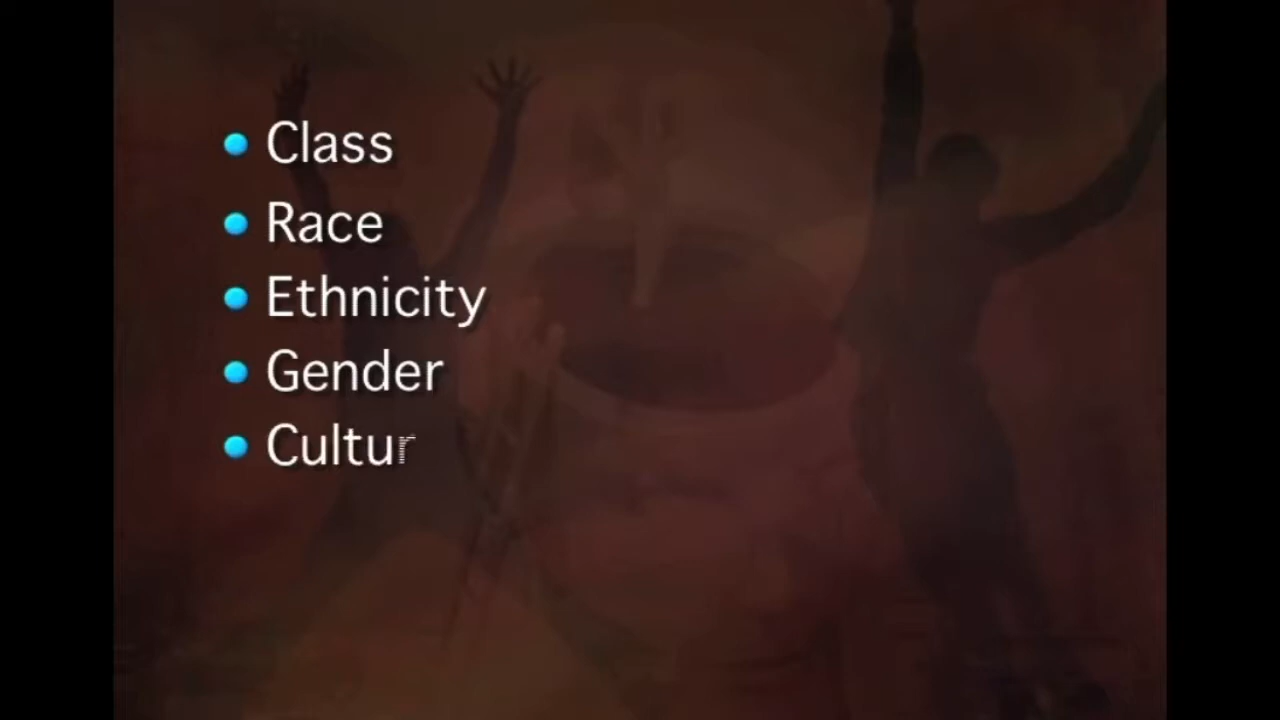 • Class
• Race
• Ethnicity
• Gender
• Cultur